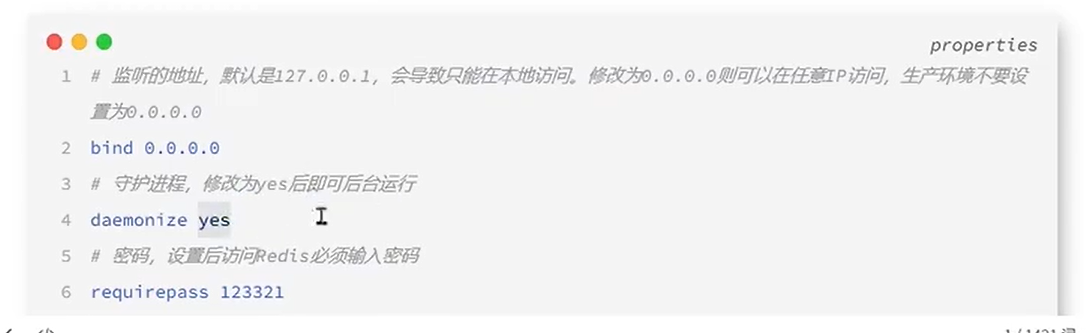 properties
1 # 监听的地址，默认是127.0.0.1，会导致只能在本地访问。修改为0.0.0.0则可以在任意IP访问，生产环境不要设
置为0.0.0.0
2 bind 0.0.0.0
3 # 守护进程，修改为yes后即可后台运行
4 daemonize yes
5 # 密码，设置后访问Redis必须输入密码
6 requirepass 123321